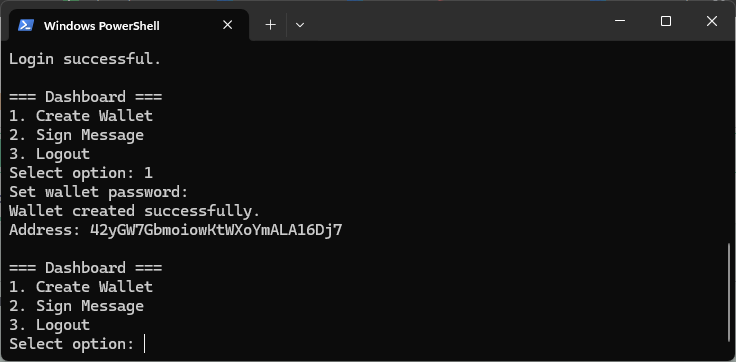 Windows PowerShell
Login successful.
=== Dashboard ===
1. Create Wallet
2. Sign Message
3. Logout
Select option: 1
Set wallet password:
Wallet created successfully.
Address: 42yGW7GbmoiowKtWXoYmALA16Dj7
=== Dashboard ===
1. Create Wallet
2. Sign Message
3. Logout
Select option: